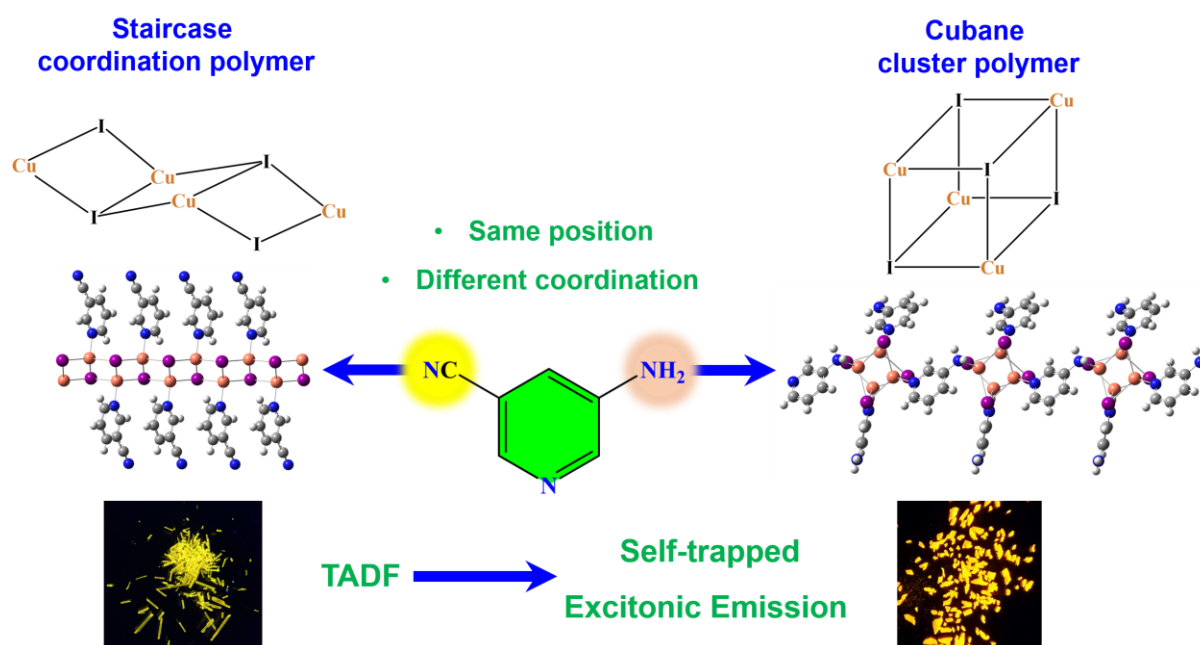 Staircase
coordination polymer
Cubane
cluster polymer
I
Cu
Cu
I
Cu
I
Cu
I
I
Cu
Cu
I
Cu
I
I
Cu
• Same position
• Different coordination
NC
NH₂
N
TADF
Self-trapped
Excitonic Emission